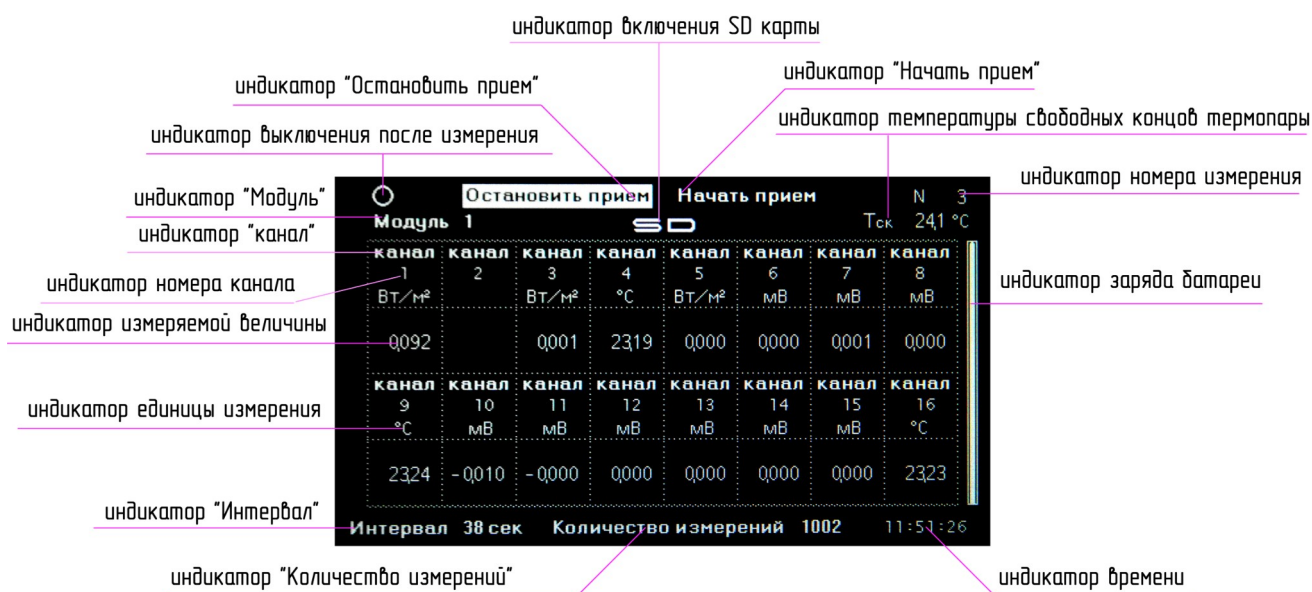 индикатор включения SD карты
индикатор "Остановить прием"
индикатор "Начать прием"
индикатор выключения после измерения
индикатор температуры свободных концов термопары
индикатор "Модуль"
индикатор номера измерения
индикатор "канал"
индикатор номера канала
индикатор заряда батареи
индикатор измеряемой величины
индикатор единицы измерения
индикатор "Интервал"
индикатор "Количество измерений"
индикатор времени
Остановить прием Начать прием N 3
Модуль 1 SD Тск 24,1 °C
канал канал канал канал канал канал канал канал
1 2 3 4 5 6 7 8
Вт/м² Вт/м² °C Вт/м² мВ мВ мВ
0,092 0,001 23,19 0,000 0,000 0,001 0,000
канал канал канал канал канал канал канал канал
9 10 11 12 13 14 15 16
°C мВ мВ мВ мВ мВ мВ °C
23,24 -0,010 -0,000 0,000 0,000 0,000 0,000 23,23
Интервал 38 сек Количество измерений 1002 11:51:26